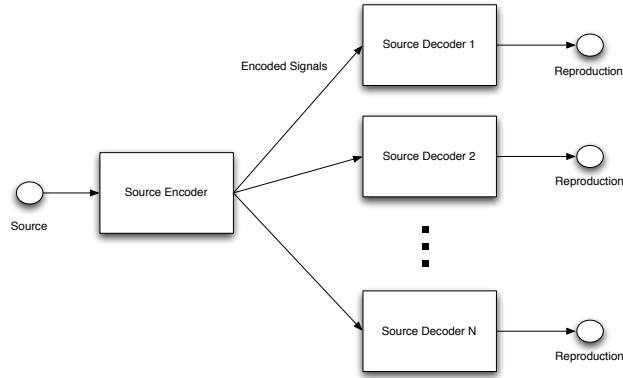 Source Decoder 1
Reproduction
Encoded Signals
Source Decoder 2
Reproduction
Source Encoder
Source
Source Decoder N
Reproduction